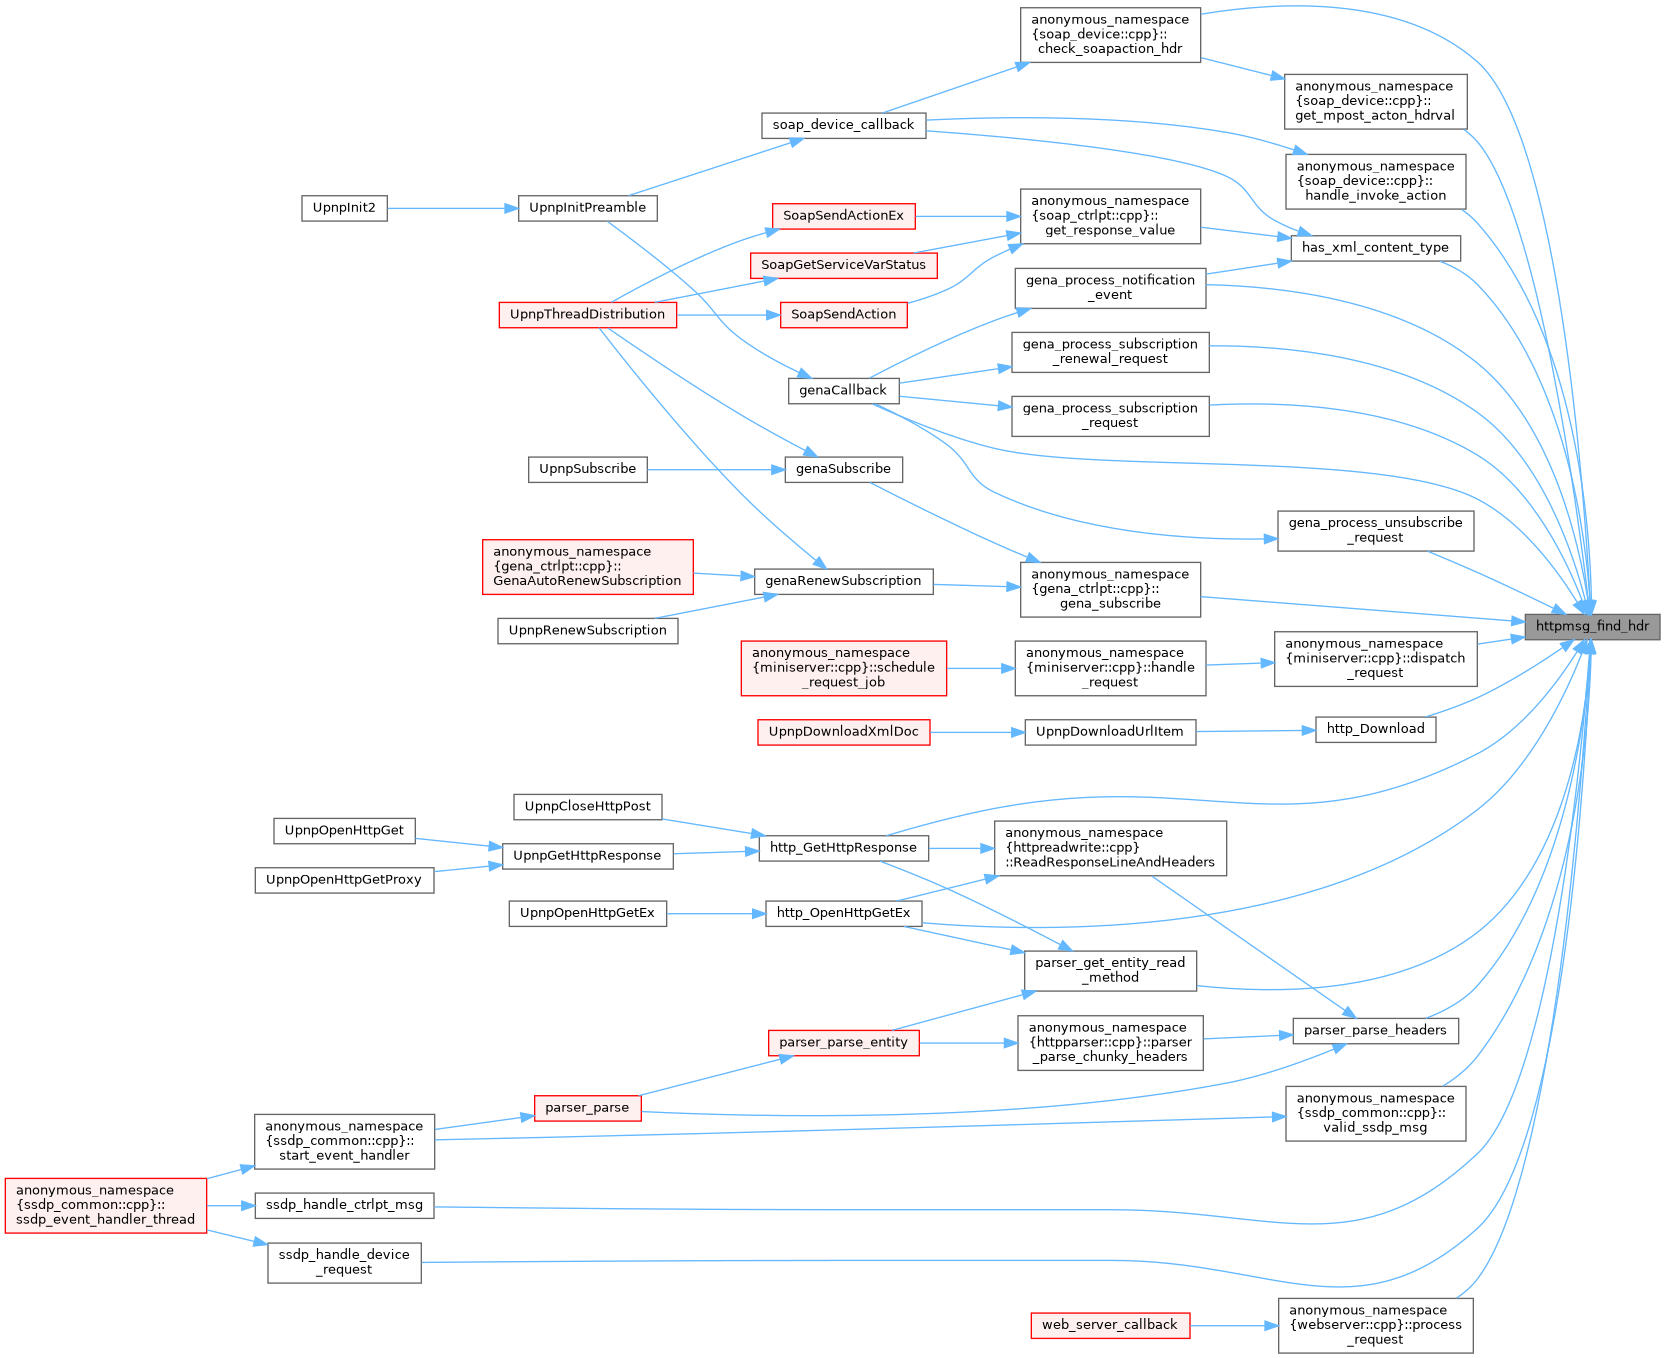 anonymous_namespace
{soap_device::cpp}::
check_soapaction_hdr
anonymous_namespace
{soap_device::cpp}::
get_mpost_acton_hdrval
soap_device_callback
anonymous_namespace
{soap_device::cpp}::
handle_invoke_action
UpnpInit2
UpnpInitPreamble
SoapSendActionEx
anonymous_namespace
{soap_ctrlpt::cpp}::
get_response_value
has_xml_content_type
SoapGetServiceVarStatus
gena_process_notification
_event
UpnpThreadDistribution
SoapSendAction
gena_process_subscription
_renewal_request
genaCallback
gena_process_subscription
_request
UpnpSubscribe
genaSubscribe
gena_process_unsubscribe
_request
anonymous_namespace
{gena_ctrlpt::cpp}::
GenaAutoRenewSubscription
genaRenewSubscription
anonymous_namespace
{gena_ctrlpt::cpp}::
gena_subscribe
UpnpRenewSubscription
httpmsg_find_hdr
anonymous_namespace
{miniserver::cpp}::schedule
_request_job
anonymous_namespace
{miniserver::cpp}::handle
_request
anonymous_namespace
{miniserver::cpp}::dispatch
_request
UpnpDownloadXmlDoc
UpnpDownloadUrlItem
http_Download
UpnpCloseHttpPost
UpnpOpenHttpGet
UpnpGetHttpResponse
http_GetHttpResponse
anonymous_namespace
{httpreadwrite::cpp}
::ReadResponseLineAndHeaders
UpnpOpenHttpGetProxy
UpnpOpenHttpGetEx
http_OpenHttpGetEx
parser_get_entity_read
_method
parser_parse_entity
anonymous_namespace
{httpparser::cpp}::parser
_parse_chunky_headers
parser_parse_headers
parser_parse
anonymous_namespace
{ssdp_common::cpp}::
valid_ssdp_msg
anonymous_namespace
{ssdp_common::cpp}::
start_event_handler
anonymous_namespace
{ssdp_common::cpp}::
ssdp_event_handler_thread
ssdp_handle_ctrlpt_msg
ssdp_handle_device
_request
web_server_callback
anonymous_namespace
{webserver::cpp}::process
_request